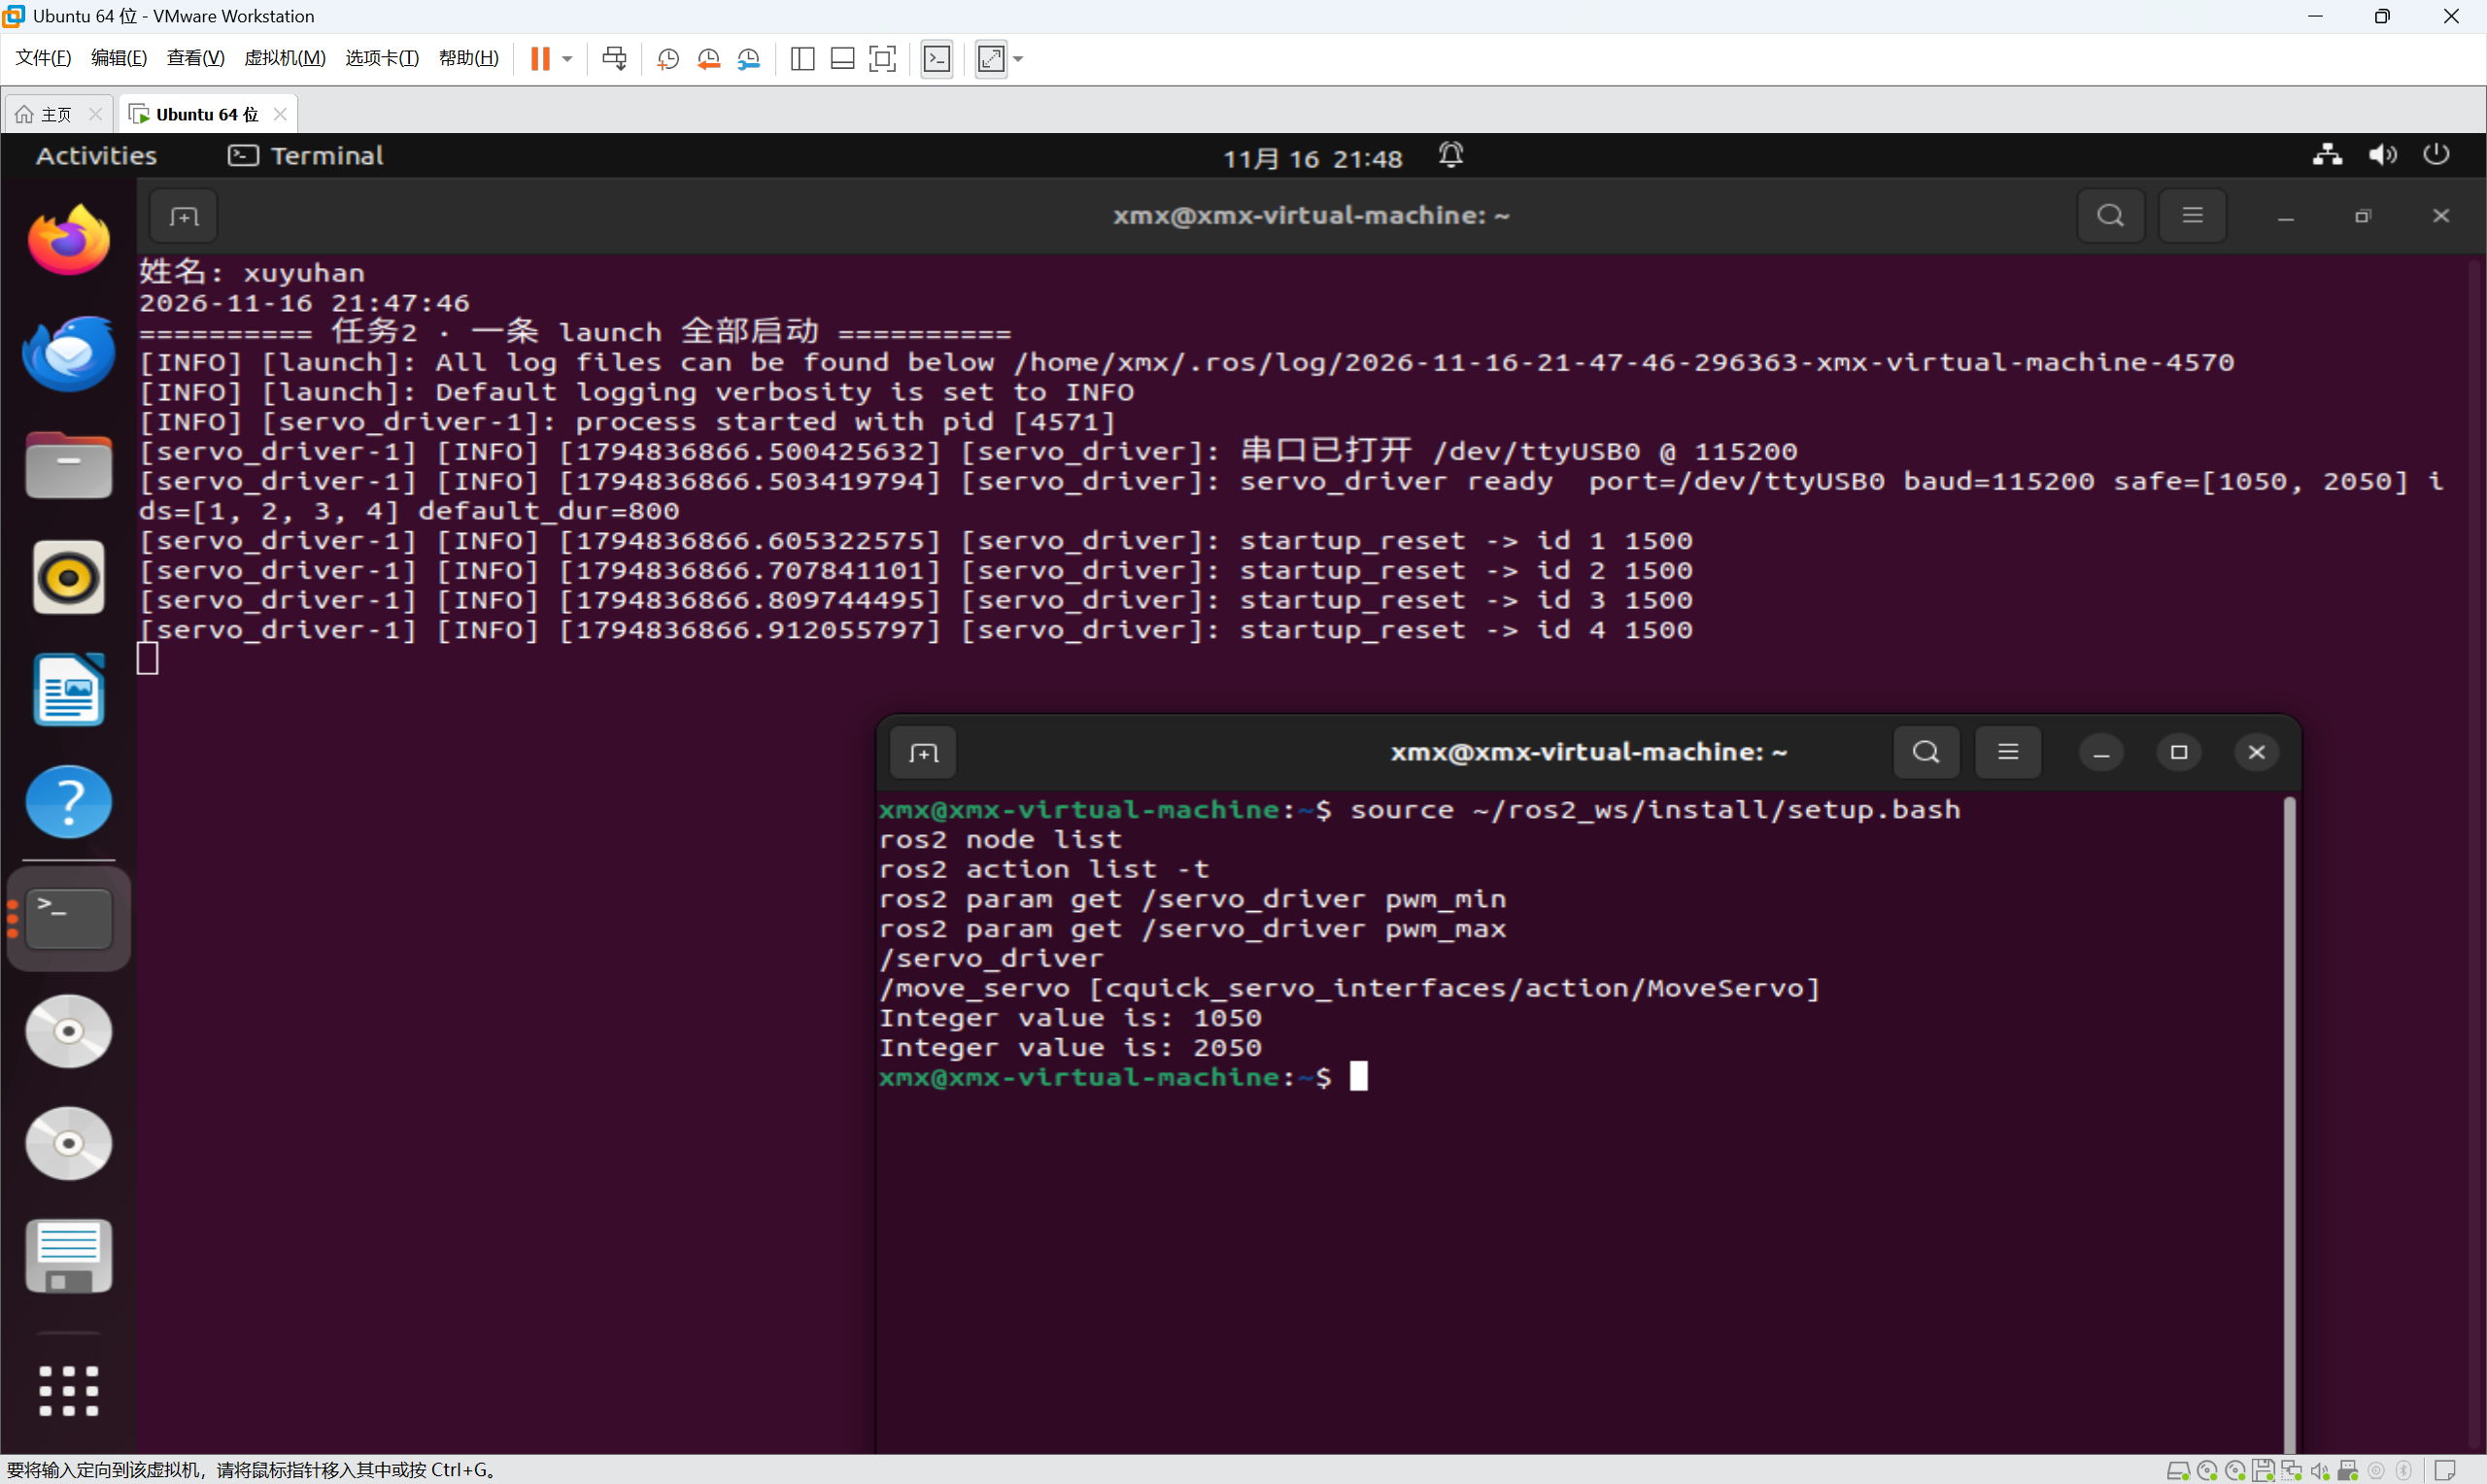 Ubuntu 64 位 - VMware Workstation
文件(F) 编辑(E) 查看(V) 虚拟机(M) 选项卡(T) 帮助(H)
主页 Ubuntu 64 位
Activities Terminal 11月 16 21:48
xmx@xmx-virtual-machine: ~
姓名: xuyuhan
2026-11-16 21:47:46
========== 任务2 · 一条 launch 全部启动 ==========
[INFO] [launch]: All log files can be found below /home/xmx/.ros/log/2026-11-16-21-47-46-296363-xmx-virtual-machine-4570
[INFO] [launch]: Default logging verbosity is set to INFO
[INFO] [servo_driver-1]: process started with pid [4571]
[servo_driver-1] [INFO] [1794836866.500425632] [servo_driver]: 串口已打开 /dev/ttyUSB0 @ 115200
[servo_driver-1] [INFO] [1794836866.503419794] [servo_driver]: servo_driver ready  port=/dev/ttyUSB0 baud=115200 safe=[1050, 2050] i
ds=[1, 2, 3, 4] default_dur=800
[servo_driver-1] [INFO] [1794836866.605322575] [servo_driver]: startup_reset -> id 1 1500
[servo_driver-1] [INFO] [1794836866.707841101] [servo_driver]: startup_reset -> id 2 1500
[servo_driver-1] [INFO] [1794836866.809744495] [servo_driver]: startup_reset -> id 3 1500
[servo_driver-1] [INFO] [1794836866.912055797] [servo_driver]: startup_reset -> id 4 1500
xmx@xmx-virtual-machine: ~
xmx@xmx-virtual-machine:~$ source ~/ros2_ws/install/setup.bash
ros2 node list
ros2 action list -t
ros2 param get /servo_driver pwm_min
ros2 param get /servo_driver pwm_max
/servo_driver
/move_servo [cquick_servo_interfaces/action/MoveServo]
Integer value is: 1050
Integer value is: 2050
xmx@xmx-virtual-machine:~$
要将输入定向到该虚拟机，请将鼠标指针移入其中或按 Ctrl+G。